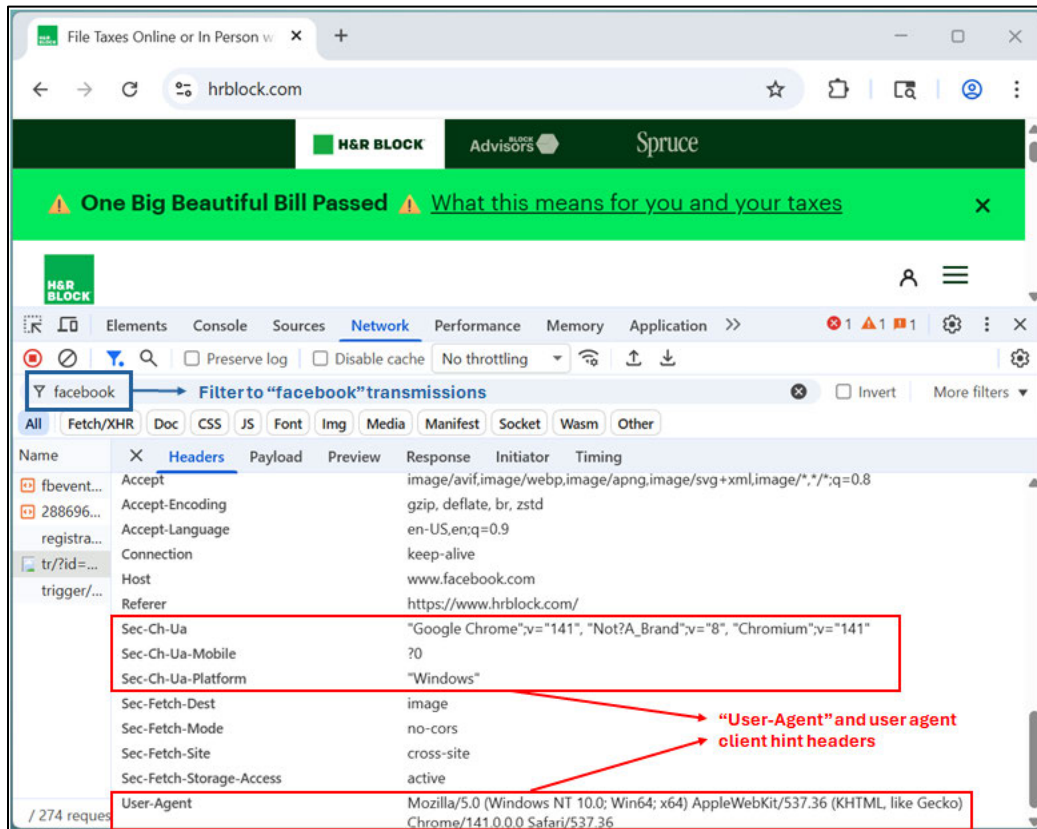 H&R BLOCK File Taxes Online or In Person w
hrblock.com
H&R BLOCK BLOCK Advisors Spruce
One Big Beautiful Bill Passed What this means for you and your taxes
H&R
BLOCK
Elements Console Sources Network Performance Memory Application 1 1 1
Preserve log Disable cache No throttling
facebook Filter to “facebook” transmissions Invert More filters
All Fetch/XHR Doc CSS JS Font Img Media Manifest Socket Wasm Other
Name Headers Payload Preview Response Initiator Timing
fbevent... Accept image/avif,image/webp,image/apng,image/svg+xml,image/*,*/*;q=0.8
288696... Accept-Encoding gzip, deflate, br, zstd
registra... Accept-Language en-US,en;q=0.9
tr/?id=... Connection keep-alive
trigger/... Host www.facebook.com
Referer https://www.hrblock.com/
Sec-Ch-Ua "Google Chrome";v="141", "Not?A_Brand";v="8", "Chromium";v="141"
Sec-Ch-Ua-Mobile ?0
Sec-Ch-Ua-Platform "Windows"
Sec-Fetch-Dest image
Sec-Fetch-Mode no-cors
Sec-Fetch-Site cross-site
Sec-Fetch-Storage-Access active
“User-Agent” and user agent
client hint headers
User-Agent Mozilla/5.0 (Windows NT 10.0; Win64; x64) AppleWebKit/537.36 (KHTML, like Gecko)
Chrome/141.0.0.0 Safari/537.36
/ 274 reques